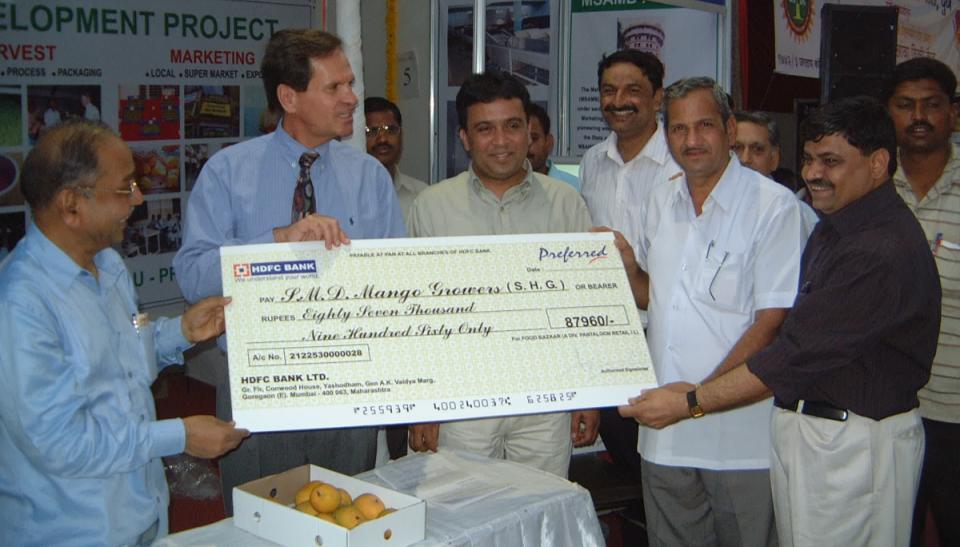 ELOPMENT PROJECT
RVEST
MARKETING
• PROCESS • PACKAGING
• LOCAL • SUPER MARKET • EXPO
MSAMB
5
U - P
HDFC BANK
We understand your world.
PAYABLE AT PAR AT ALL BRANCHES OF HDFC BANK
Preferred
Date :
PAY S.M.D. Mango Growers (S.H.G.) OR BEARER
RUPEES Eighty Seven Thousand
Nine Hundred Sixty Only
87960/-
For FOOD BAZAAR (A DIV. PANTALOON RETAIL I L)
A/c No. 2122530000028
HDFC BANK LTD.
Gr. Flr, Conwood House, Yashodham, Gen A.K. Vaidya Marg,
Goregaon (E). Mumbai - 400 063, Maharashtra
Authorised Signatories
⑈255939⑈ 400240037⑆ 625825⑈